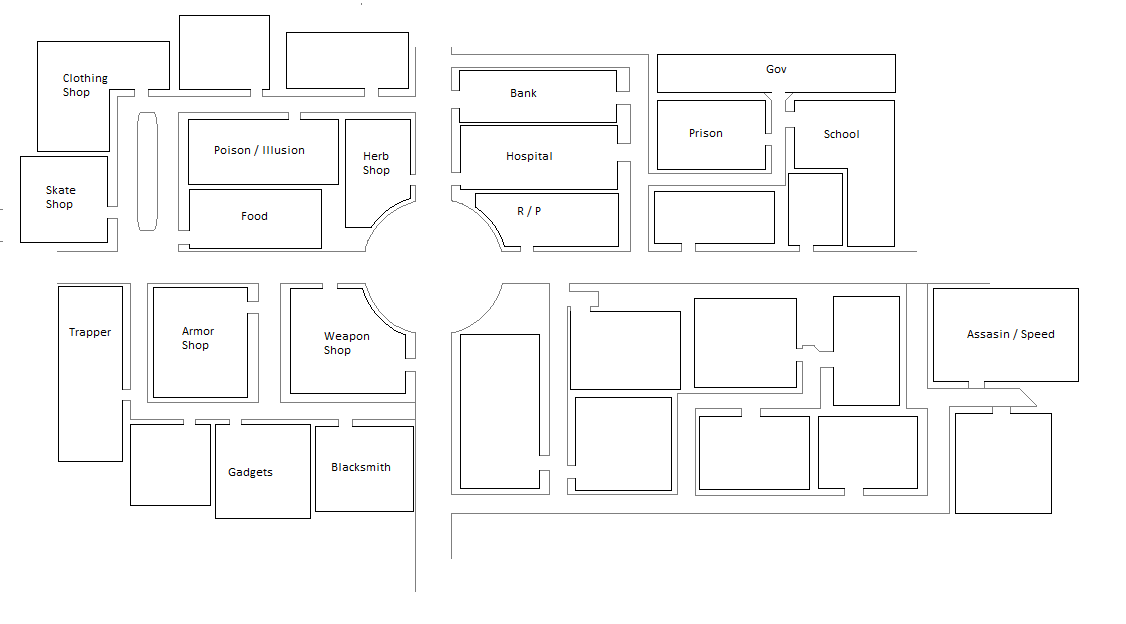 Clothing
Shop
Gov
Bank
Prison
School
Poison / Illusion
Herb
Shop
Hospital
Skate
Shop
Food
R / P
Trapper
Armor
Shop
Weapon
Shop
Assasin / Speed
Gadgets
Blacksmith